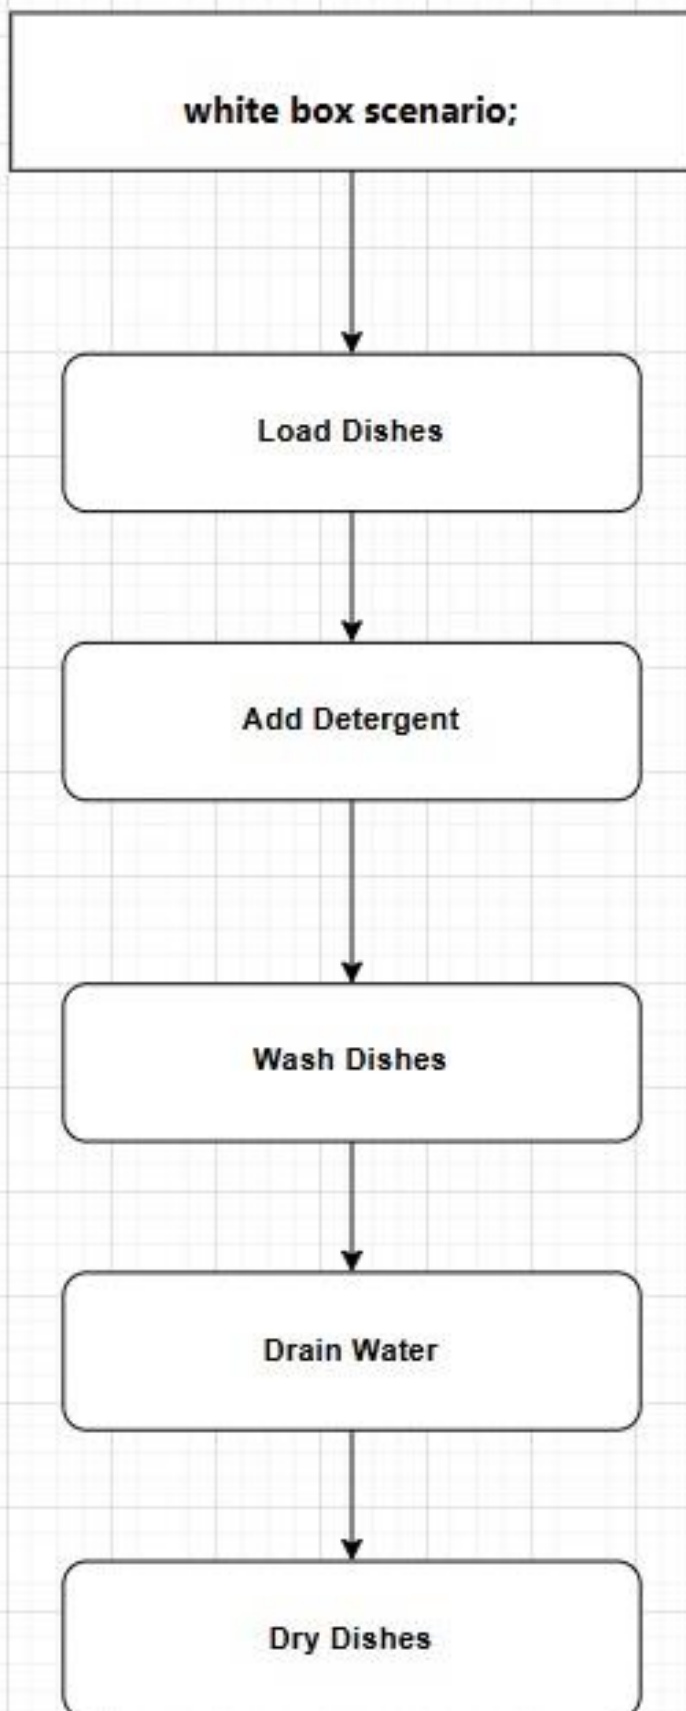 white box scenario;
Load Dishes
Add Detergent
Wash Dishes
Drain Water
Dry Dishes